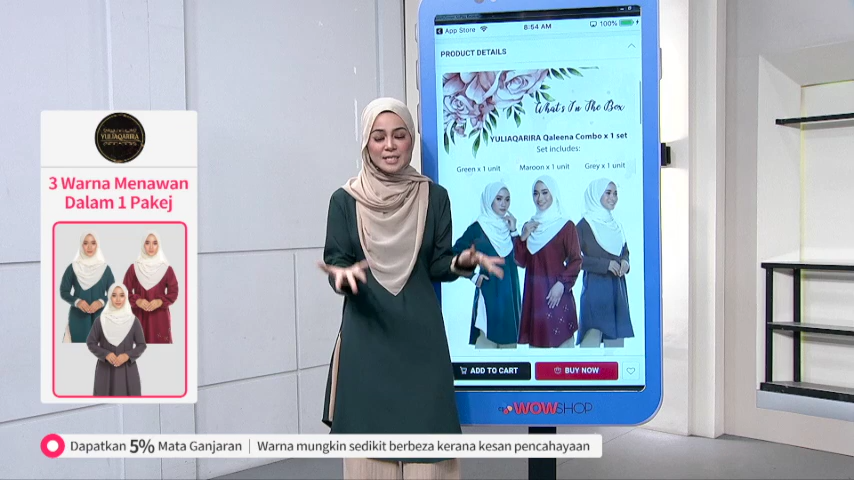 App Store
8:54 AM
100%
PRODUCT DETAILS
What's In The Box
YULIAQARIRA Qaleena Combo x 1 set
Set includes:
Green x 1 unit
Maroon x 1 unit
Grey x 1 unit
ADD TO CART
BUY NOW
WOWSHOP
YULIAQARIRA
3 Warna Menawan
Dalam 1 Pakej
Dapatkan 5% Mata Ganjaran | Warna mungkin sedikit berbeza kerana kesan pencahayaan